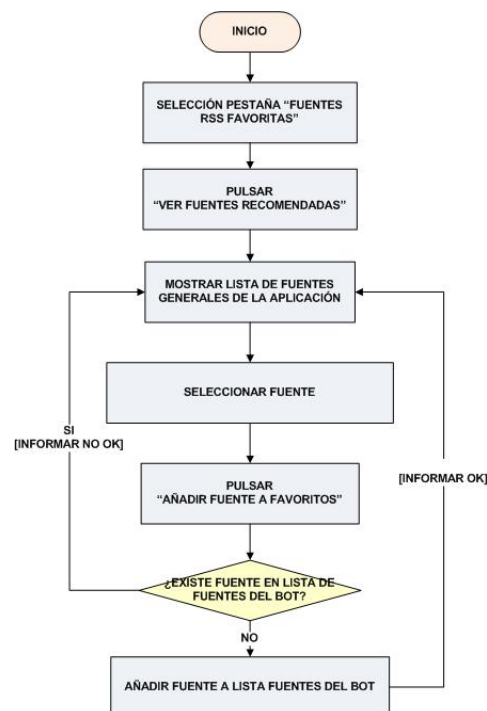 INICIO
SELECCIÓN PESTAÑA “FUENTES
RSS FAVORITAS”
PULSAR
“VER FUENTES RECOMENDADAS”
MOSTRAR LISTA DE FUENTES
GENERALES DE LA APLICACIÓN
SELECCIONAR FUENTE
SI
[INFORMAR NO OK]
PULSAR
“AÑADIR FUENTE A FAVORITOS”
[INFORMAR OK]
¿EXISTE FUENTE EN LISTA DE
FUENTES DEL BOT?
NO
AÑADIR FUENTE A LISTA FUENTES DEL BOT